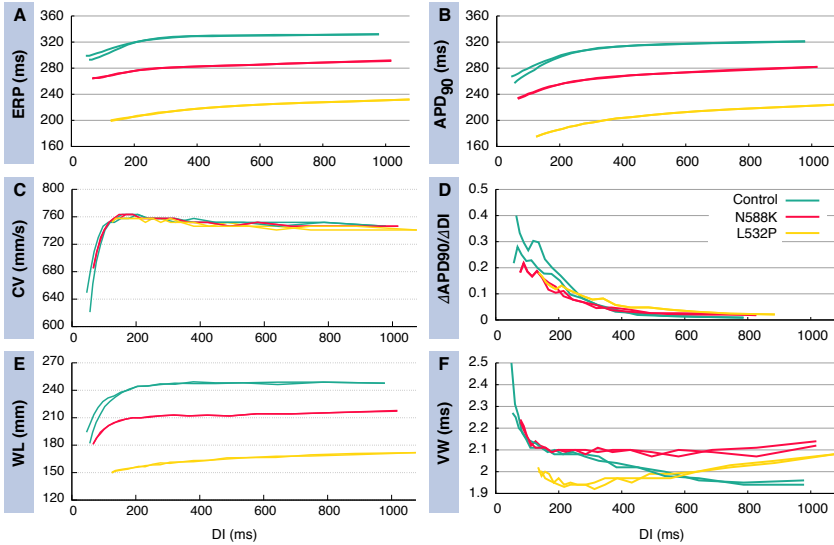 A
ERP (ms)
360
320
280
240
200
160
0 200 400 600 800 1000
B
APD90 (ms)
360
320
280
240
200
160
0 200 400 600 800 1000
C
CV (mm/s)
800
760
720
680
640
600
0 200 400 600 800 1000
D
ΔAPD90/ΔDI
0.5
0.4
0.3
0.2
0.1
0
0 200 400 600 800 1000
Control
N588K
L532P
E
WL (mm)
270
240
210
180
150
120
0 200 400 600 800 1000
DI (ms)
F
VW (ms)
2.5
2.4
2.3
2.2
2.1
2
1.9
0 200 400 600 800 1000
DI (ms)